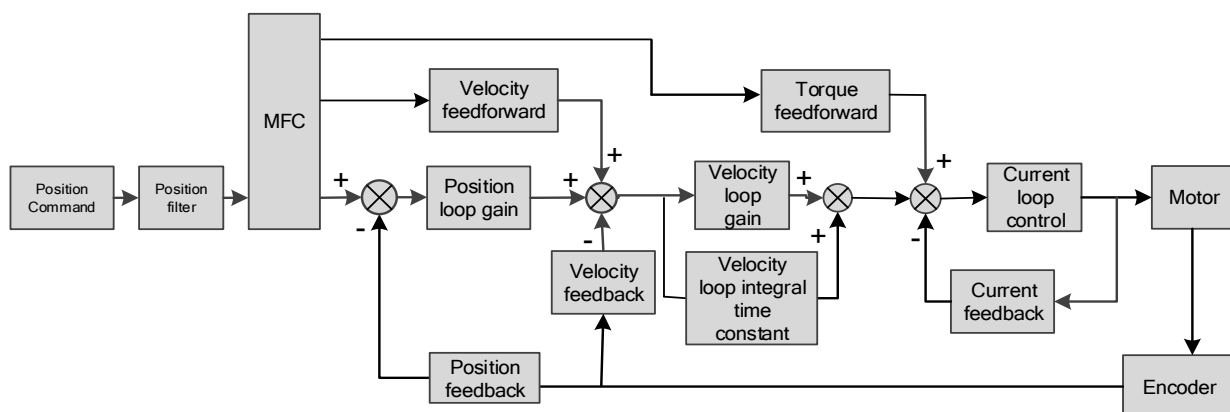 Position
Command
Position
filter
MFC
Velocity
feedforward
Torque
feedforward
+
-
Position
loop gain
+
+
-
Velocity
feedback
Velocity
loop
gain
Velocity
loop integral
time
constant
+
+
+
-
Current
loop
control
Current
feedback
Motor
Position
feedback
Encoder